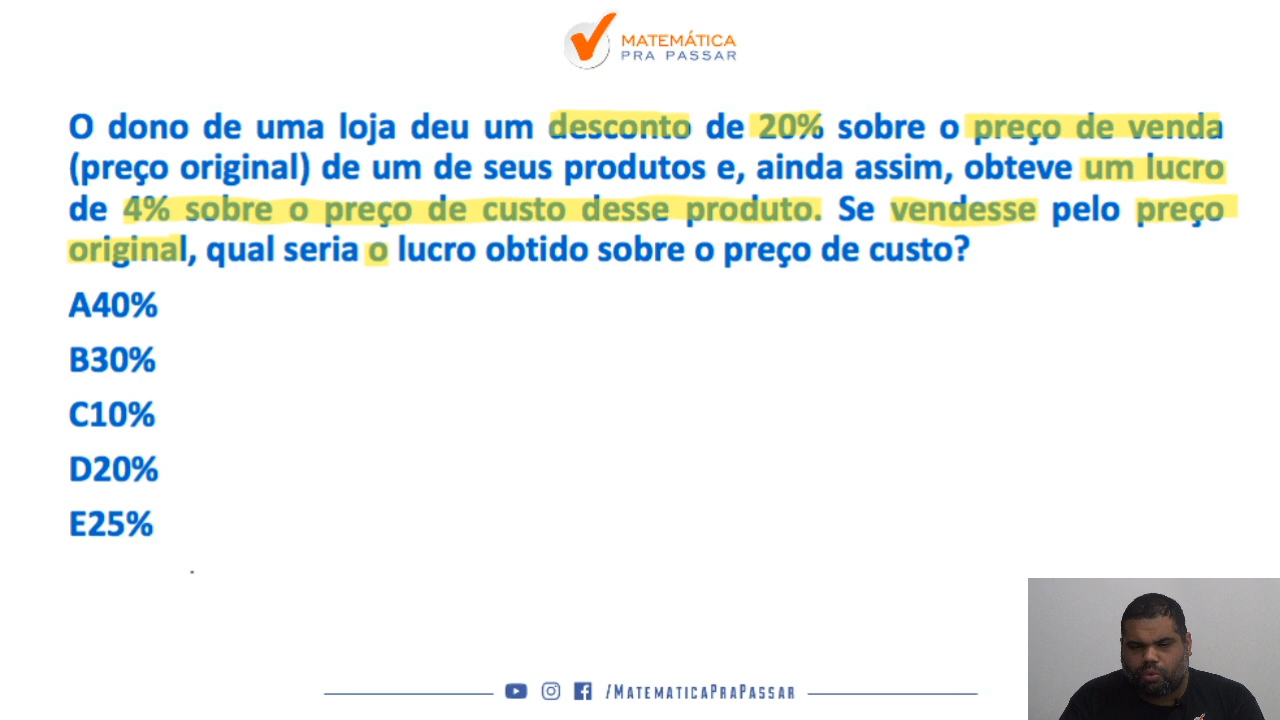 MATEMÁTICA
PRA PASSAR
O dono de uma loja deu um desconto de 20% sobre o preço de venda
(preço original) de um de seus produtos e, ainda assim, obteve um lucro
de 4% sobre o preço de custo desse produto. Se vendesse pelo preço
original, qual seria o lucro obtido sobre o preço de custo?
A40%
B30%
C10%
D20%
E25%
/MATEMATICAPRAPASSAR